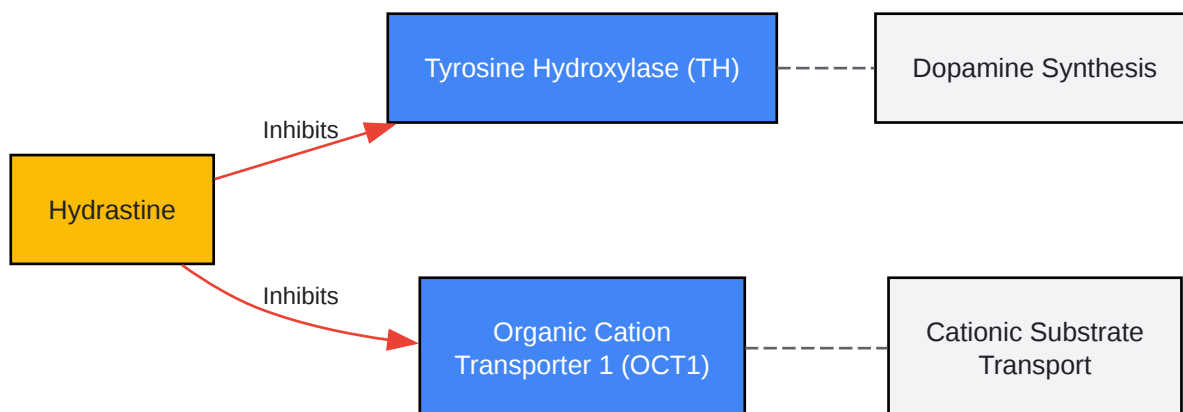 Tyrosine Hydroxylase (TH)
Dopamine Synthesis
Inhibits
Hydrastine
Inhibits
Organic Cation
Transporter 1 (OCT1)
Cationic Substrate
Transport